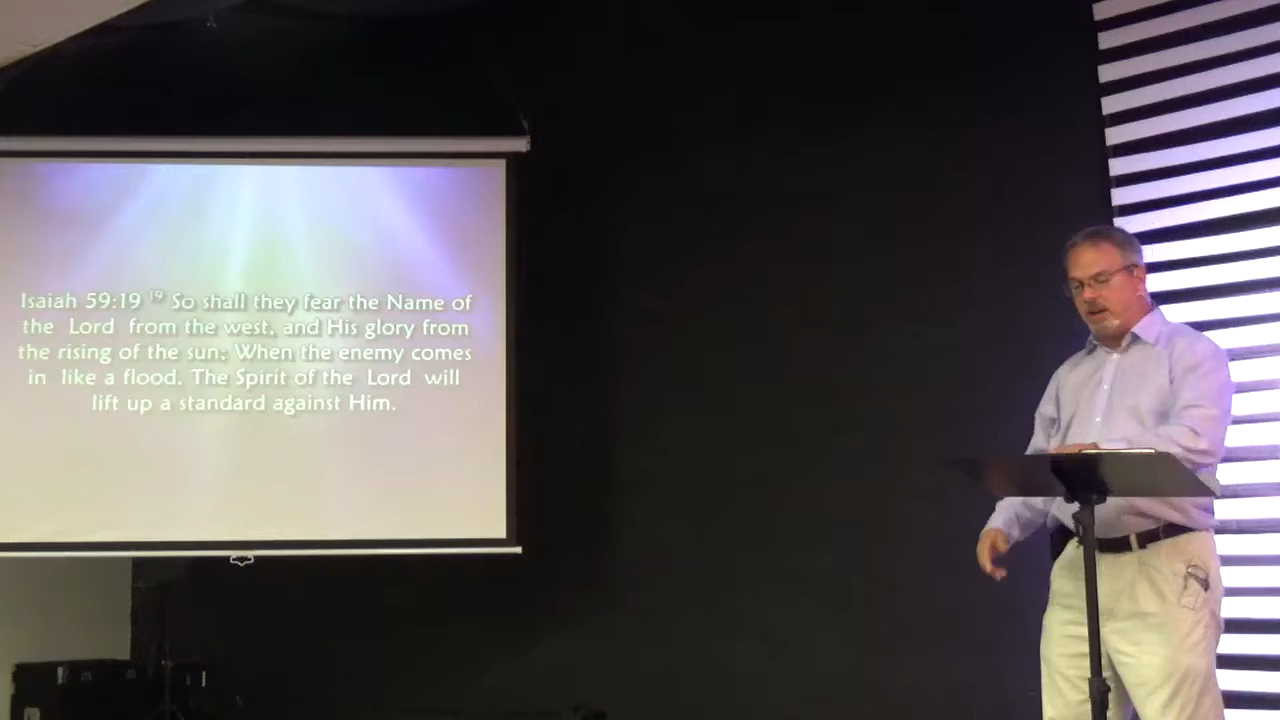 Isaiah 59:19 ¹⁹ So shall they fear the Name of
the Lord from the west, and His glory from
the rising of the sun; When the enemy comes
in like a flood, The Spirit of the Lord will
lift up a standard against Him.